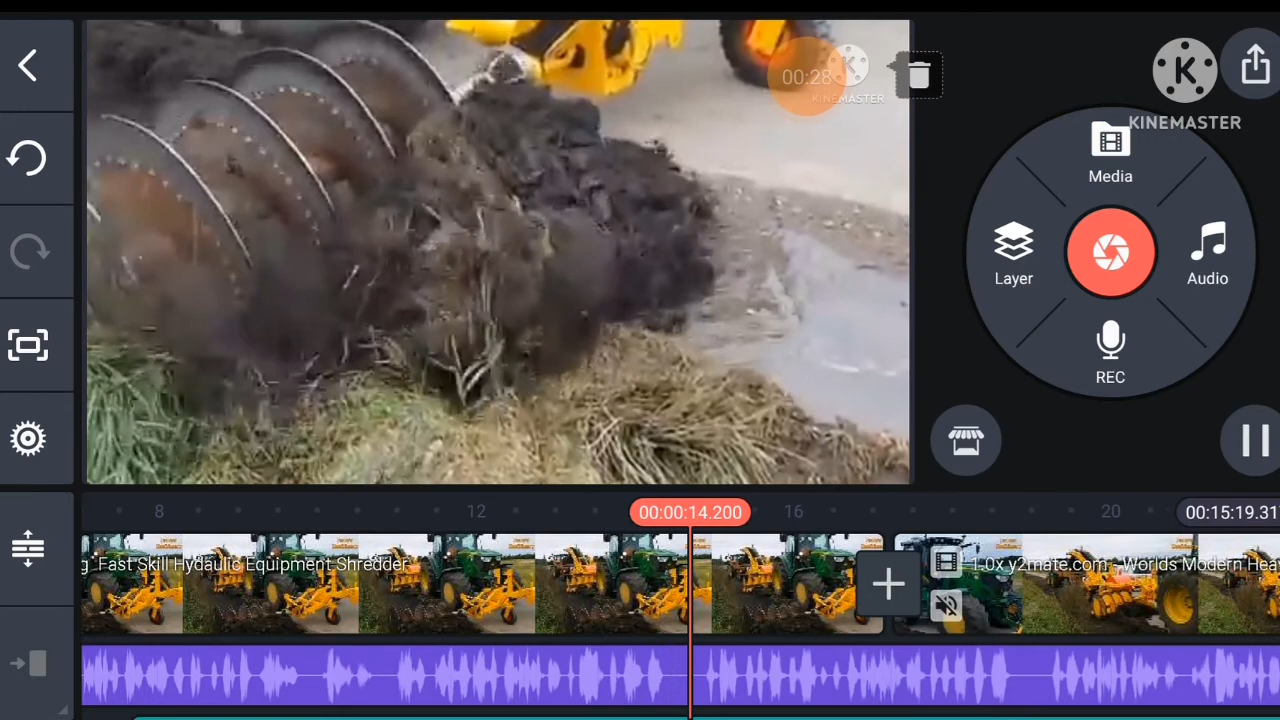 00:28
KINEMASTER
KINEMASTER
Media
Layer
Audio
REC
8
12
00:00:14.200
16
20
00:15:19.31
g Fast Skill Hydaulic Equipment Shredder
1.0x y2mate.com - Worlds Modern Hea